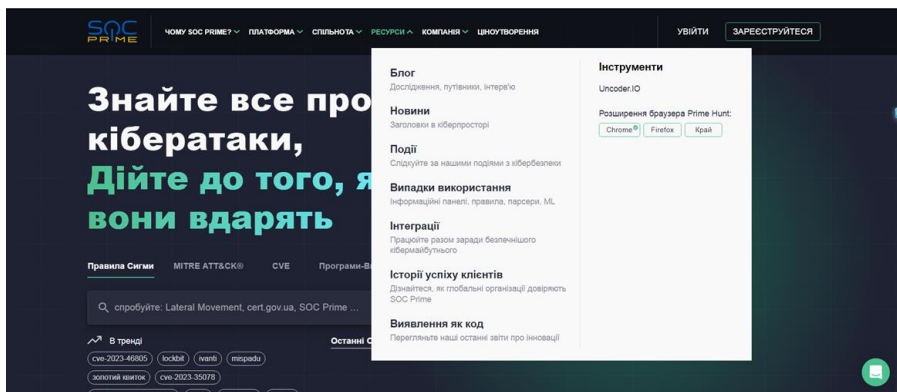 SOC PRIME
ЧОМУ SOC PRIME? ПЛАТФОРМА СПІЛЬНОТА РЕСУРСИ КОМПАНІЯ ЦІНОУТВОРЕННЯ УВІЙТИ ЗАРЕЄСТРУЙТЕСЯ
Знайте все про
кібератаки,
Дійте до того, я
вони вдарять
Правила Сигми MITRE ATT&CK® CVE Програми-В
спробуйте: Lateral Movement, cert.gov.ua, SOC Prime ...
В тренді
cve-2023-46805 lockbit ivanti mispadu
золотий квиток cve-2023-35078
Останні
Блог
Дослідження, путівники, інтерв'ю
Новини
Заголовки в кіберпросторі
Події
Слідкуйте за нашими подіями з кібербезпеки
Випадки використання
Інформаційні панелі, правила, парсери, ML
Інтеграції
Працюйте разом заради безпечнішого
кібермайбутнього
Історії успіху клієнтів
Дізнайтеся, як глобальні організації довіряють
SOC Prime
Виявлення як код
Перегляньте наші останні звіти про інновації
Інструменти
Uncoder.IO
Розширення браузера Prime Hunt:
Chrome Firefox Край